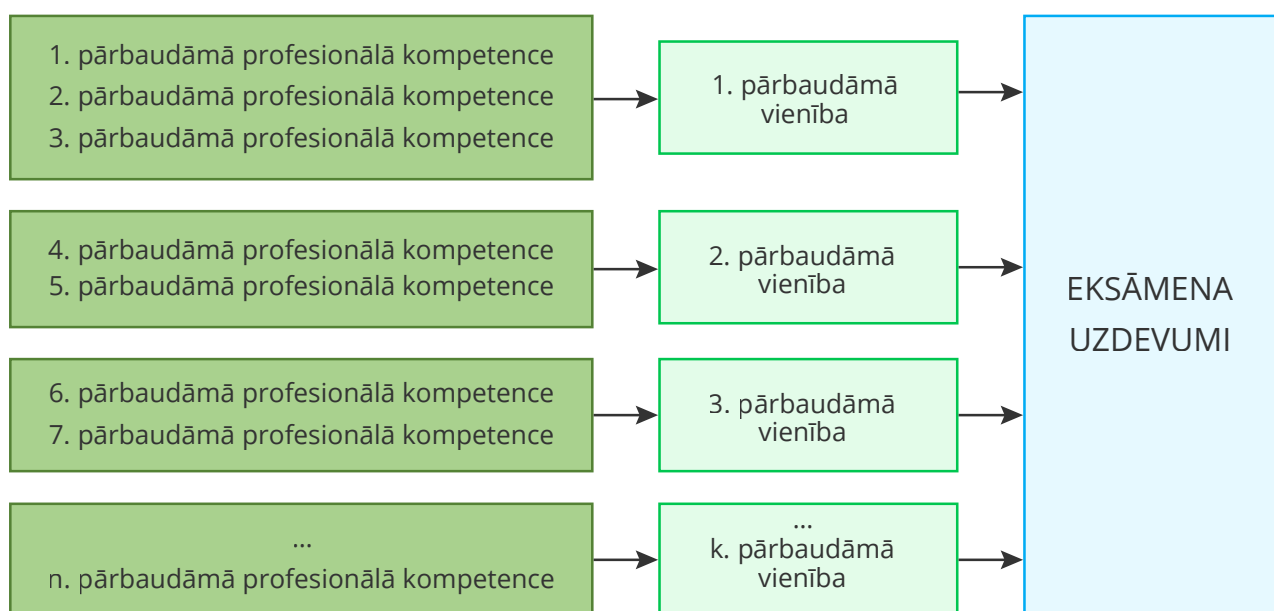 1. pārbaudāmā profesionālā kompetence
2. pārbaudāmā profesionālā kompetence
3. pārbaudāmā profesionālā kompetence
1. pārbaudāmā
vienība
4. pārbaudāmā profesionālā kompetence
5. pārbaudāmā profesionālā kompetence
2. pārbaudāmā
vienība
6. pārbaudāmā profesionālā kompetence
7. pārbaudāmā profesionālā kompetence
3. pārbaudāmā
vienība
...
n. pārbaudāmā profesionālā kompetence
...
k. pārbaudāmā
vienība
EKSĀMENA
UZDEVUMI